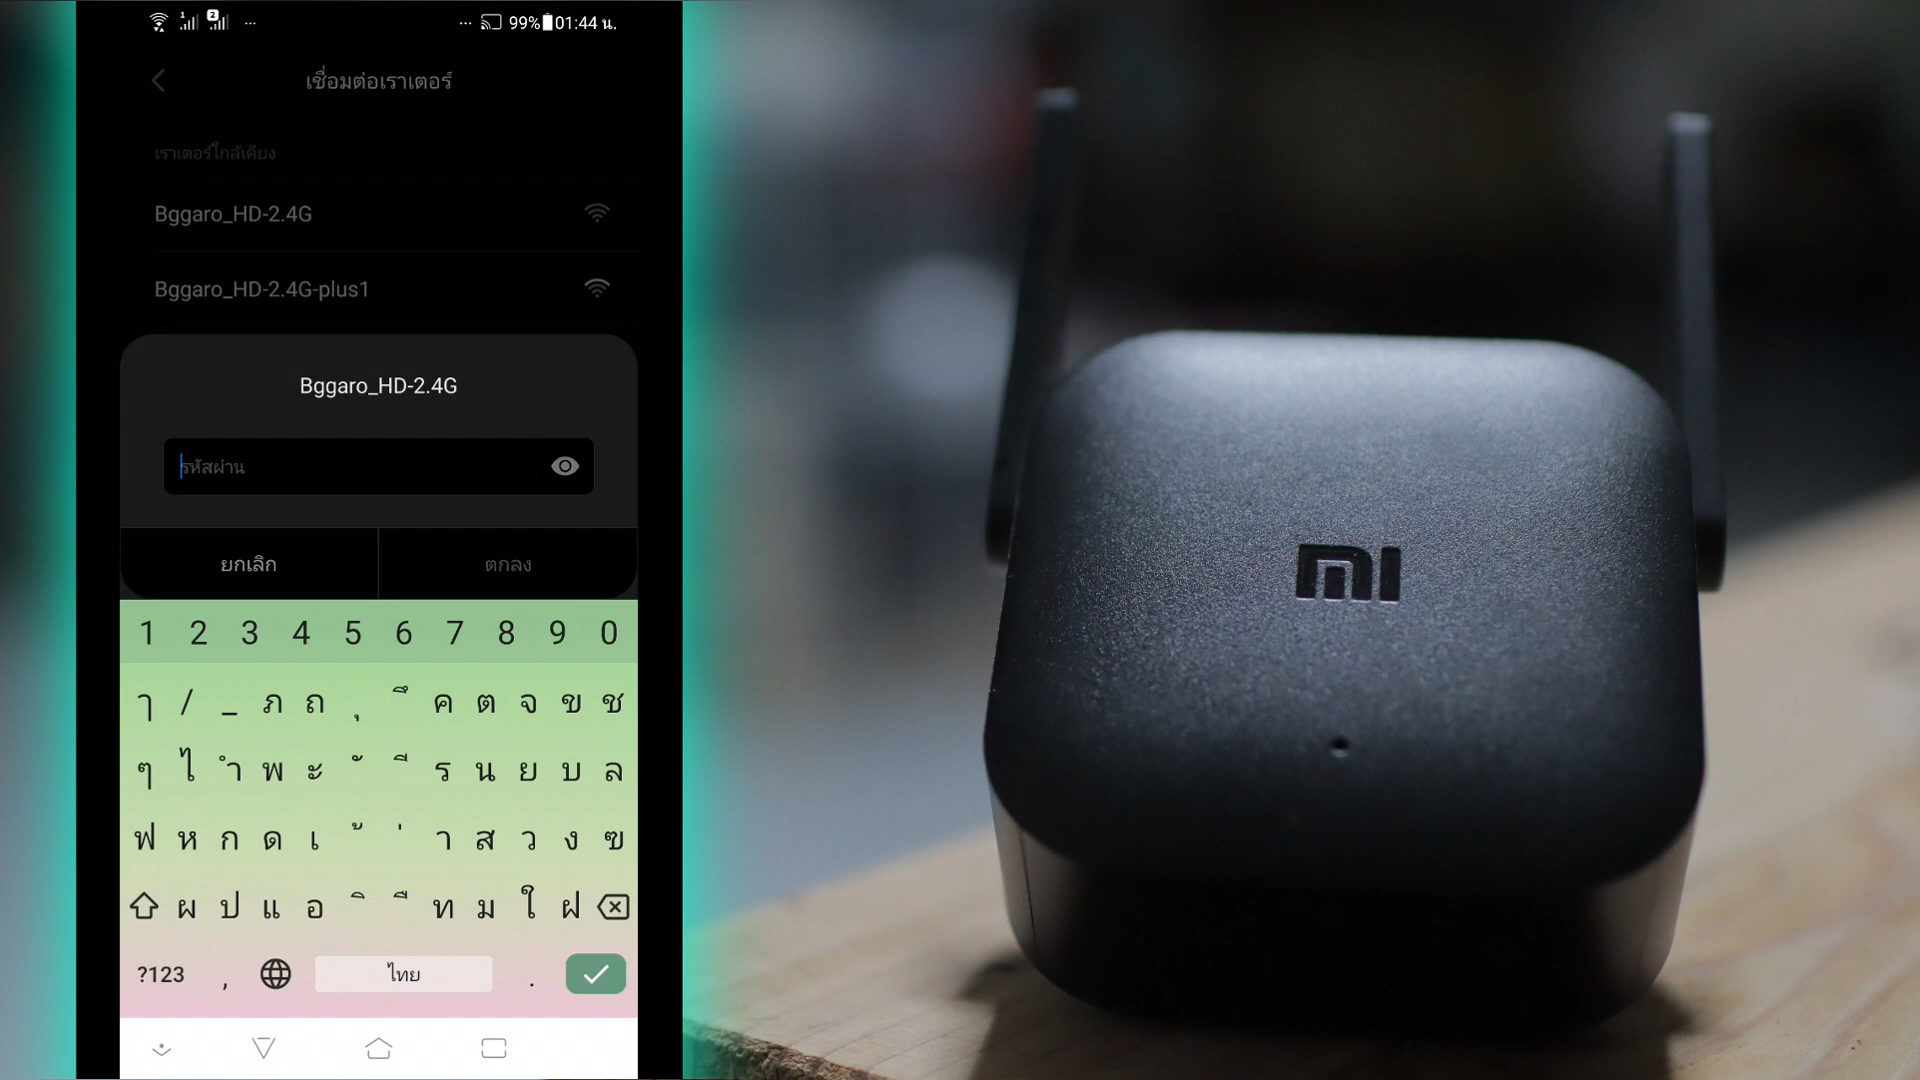 1 2 ... ... 99% 01:44 น.
เชื่อมต่อเราเตอร์
เราเตอร์ใกล้เคียง
Bggaro_HD-2.4G
Bggaro_HD-2.4G-plus1
Bggaro_HD-2.4G
รหัสผ่าน
ยกเลิก ตกลง
1 2 3 4 5 6 7 8 9 0
ๅ / _ ภ ถ ุ ึ ค ต จ ข ช
ๆ ไ ำ พ ะ ั ี ร น ย บ ล
ฟ ห ก ด เ ้ ่ า ส ว ง ฃ
ผ ป แ อ ิ ื ท ม ใ ฝ
?123 , ไทย .
MI